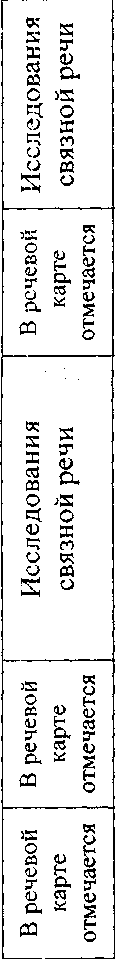 В речевой
карте
отмечается
В речевой
карте
отмечается
Исследования
связной речи
В речевой
карте
отмечается
Исследования
связной речи